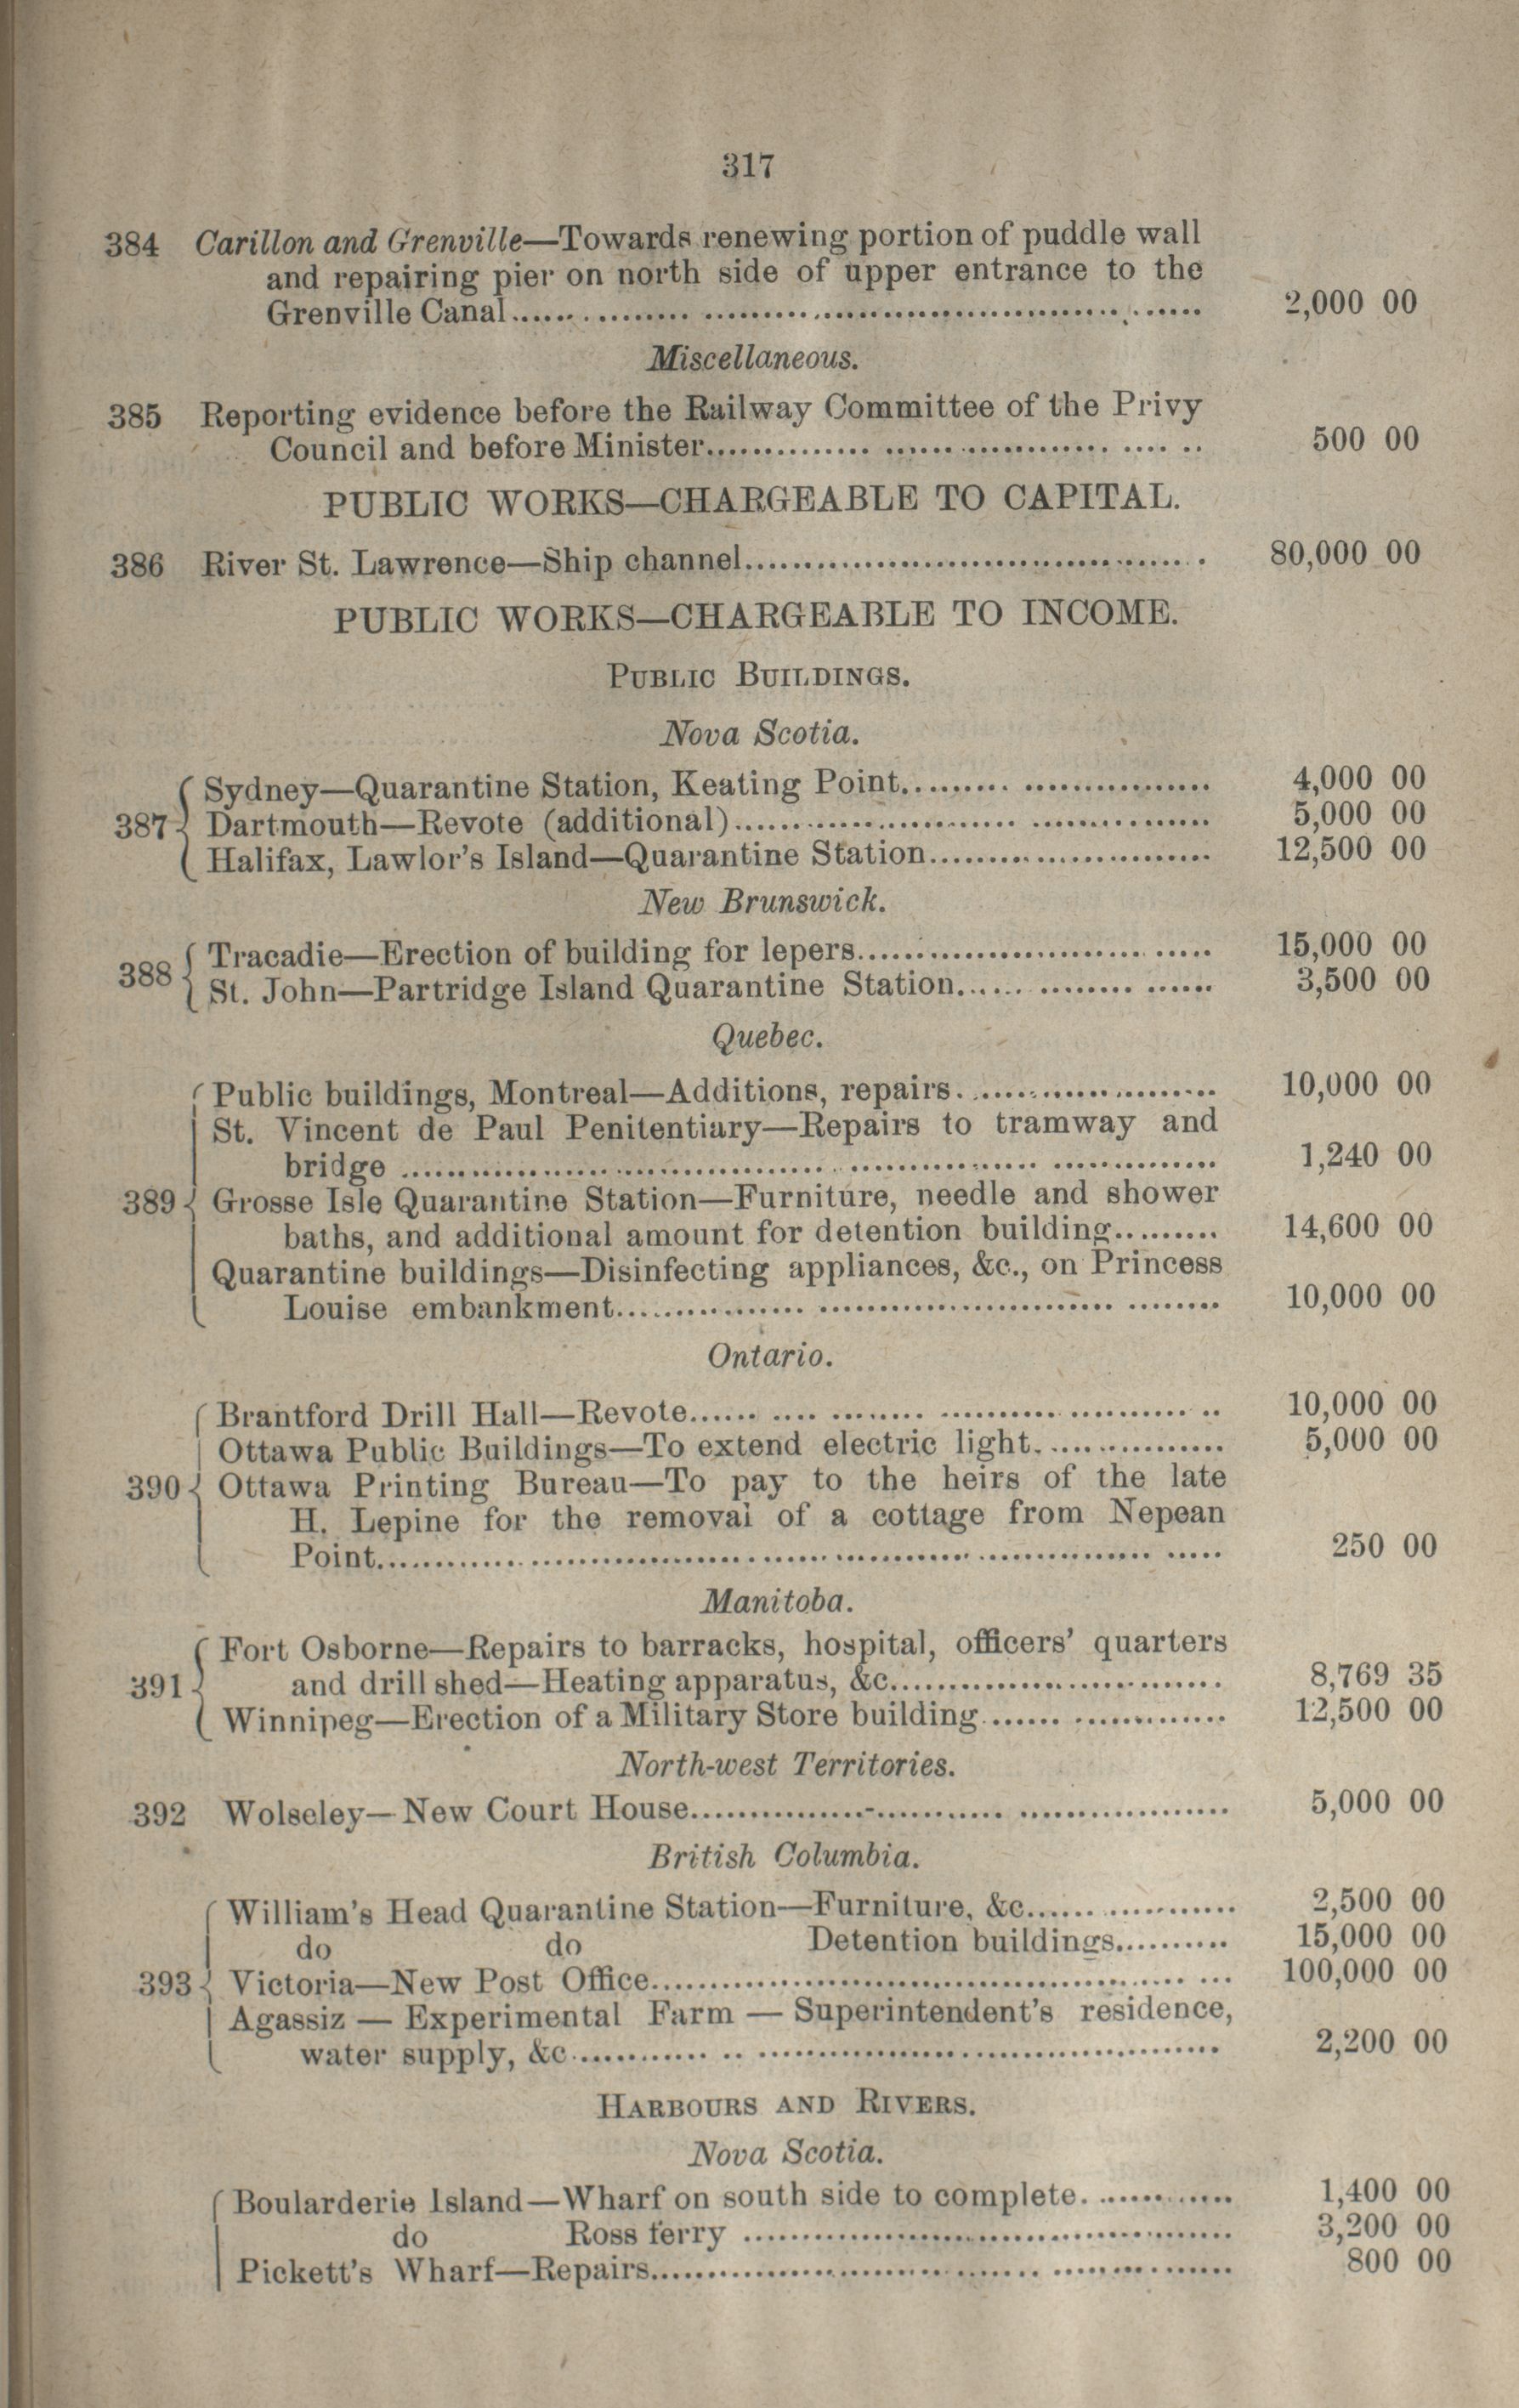 317
384 Carillon and Grenville—Towards renewing portion of puddle wall
and repairing pier on north side of upper entrance to the
Grenville Canal........ 2,000 00
Miscellaneous.
385 Reporting evidence before the Railway Committee of the Privy
Council and before Minister........ 500 00
PUBLIC WORKS—CHARGEABLE TO CAPITAL.
386 River St. Lawrence—Ship channel........ 80,000 00
PUBLIC WORKS—CHARGEABLE TO INCOME.
PUBLIC BUILDINGS.
Nova Scotia.
Sydney—Quarantine Station, Keating Point........ 4,000 00
387 Dartmouth—Revote (additional)........ 5,000 00
Halifax, Lawlor's Island—Quarantine Station........ 12,500 00
New Brunswick.
388 Tracadie—Erection of building for lepers........ 15,000 00
St. John—Partridge Island Quarantine Station........ 3,500 00
Quebec.
Public buildings, Montreal—Additions, repairs........ 10,000 00
St. Vincent de Paul Penitentiary—Repairs to tramway and
bridge ........ 1,240 00
389 Grosse Isle Quarantine Station—Furniture, needle and shower
baths, and additional amount for detention building........ 14,600 00
Quarantine buildings—Disinfecting appliances, &c., on Princess
Louise embankment........ 10,000 00
Ontario.
Brantford Drill Hall—Revote........ 10,000 00
Ottawa Public Buildings—To extend electric light........ 5,000 00
390 Ottawa Printing Bureau—To pay to the heirs of the late
H. Lepine for the removal of a cottage from Nepean
Point........ 250 00
Manitoba.
Fort Osborne—Repairs to barracks, hospital, officers' quarters
391 and drill shed—Heating apparatus, &c........ 8,769 35
Winnipeg—Erection of a Military Store building........ 12,500 00
North-west Territories.
392 Wolseley—New Court House........ 5,000 00
British Columbia.
William's Head Quarantine Station—Furniture, &c........ 2,500 00
do do Detention buildings........ 15,000 00
393 Victoria—New Post Office........ 100,000 00
Agassiz — Experimental Farm — Superintendent's residence,
water supply, &c........ 2,200 00
HARBOURS AND RIVERS.
Nova Scotia.
Boularderie Island—Wharf on south side to complete........ 1,400 00
do Ross ferry ........ 3,200 00
Pickett's Wharf—Repairs........ 800 00